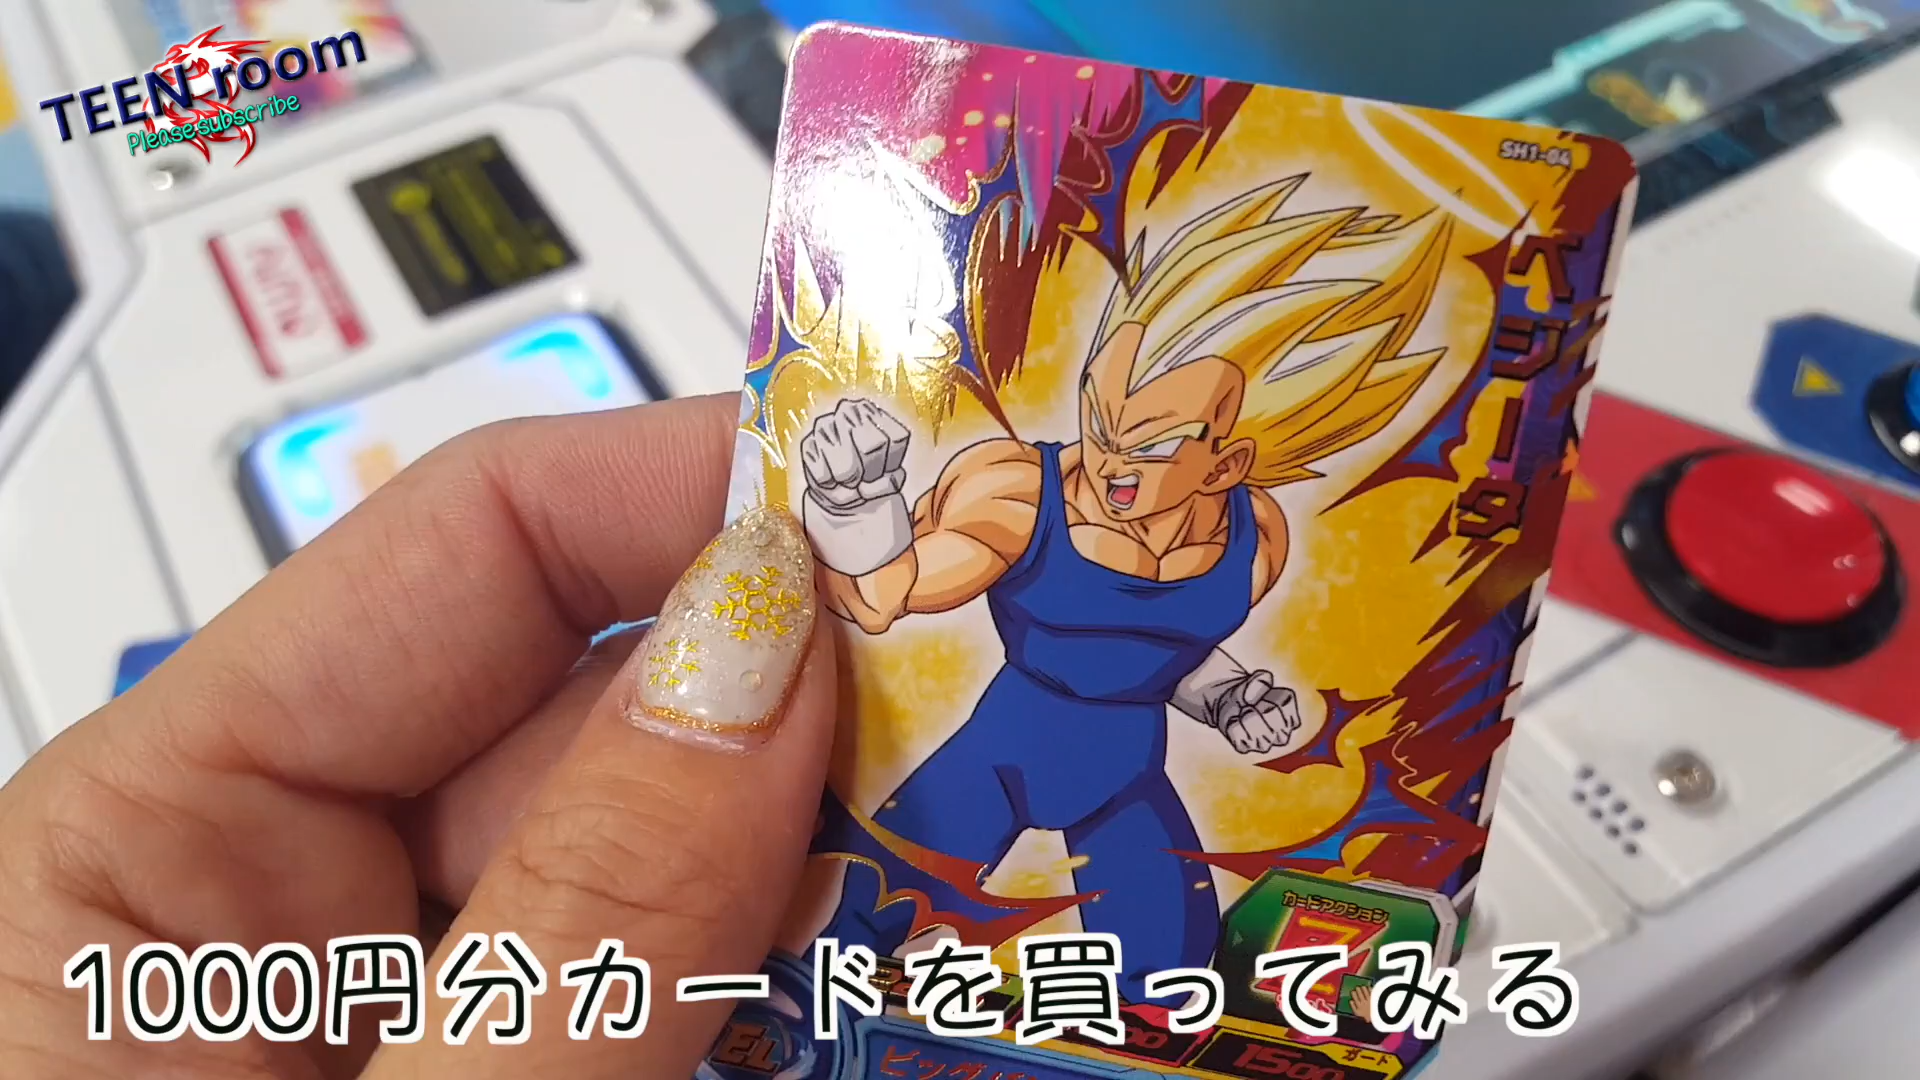 TEEN room
Please subscribe
SH1-04
ベジータ
カードアクション
1500
ガード
1000円分カードを買ってみる